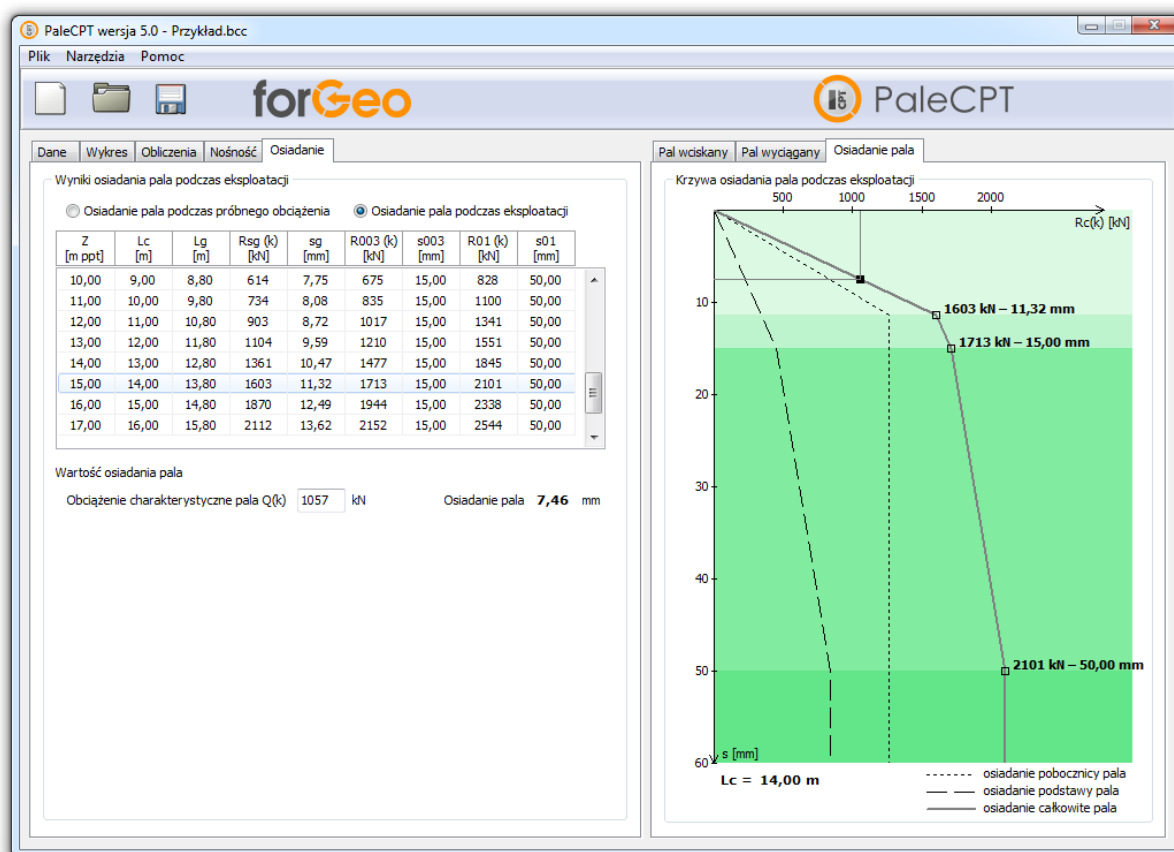 PaleCPT wersja 5.0 - Przykład.bcc
Plik Narzędzia Pomoc
forGeo
CPT PaleCPT
Dane Wykres Obliczenia Nośność Osiadanie
Wyniki osiadania pala podczas eksploatacji
Osiadanie pala podczas próbnego obciążenia Osiadanie pala podczas eksploatacji
Z Lc Lg Rsg (k) sg R003 (k) s003 R01 (k) s01
[m ppt] [m] [m] [kN] [mm] [kN] [mm] [kN] [mm]
10,00 9,00 8,80 614 7,75 675 15,00 828 50,00
11,00 10,00 9,80 734 8,08 835 15,00 1100 50,00
12,00 11,00 10,80 903 8,72 1017 15,00 1341 50,00
13,00 12,00 11,80 1104 9,59 1210 15,00 1551 50,00
14,00 13,00 12,80 1361 10,47 1477 15,00 1845 50,00
15,00 14,00 13,80 1603 11,32 1713 15,00 2101 50,00
16,00 15,00 14,80 1870 12,49 1944 15,00 2338 50,00
17,00 16,00 15,80 2112 13,62 2152 15,00 2544 50,00
Wartość osiadania pala
Obciążenie charakterystyczne pala Q(k) 1057 kN Osiadanie pala 7,46 mm
Pal wciskany Pal wyciągany Osiadanie pala
Krzywa osiadania pala podczas eksploatacji
500 1000 1500 2000
Rc(k) [kN]
10
1603 kN – 11,32 mm
1713 kN – 15,00 mm
20
30
40
50
2101 kN – 50,00 mm
60
s [mm]
Lc = 14,00 m
osiadanie pobocznicy pala
osiadanie podstawy pala
osiadanie całkowite pala